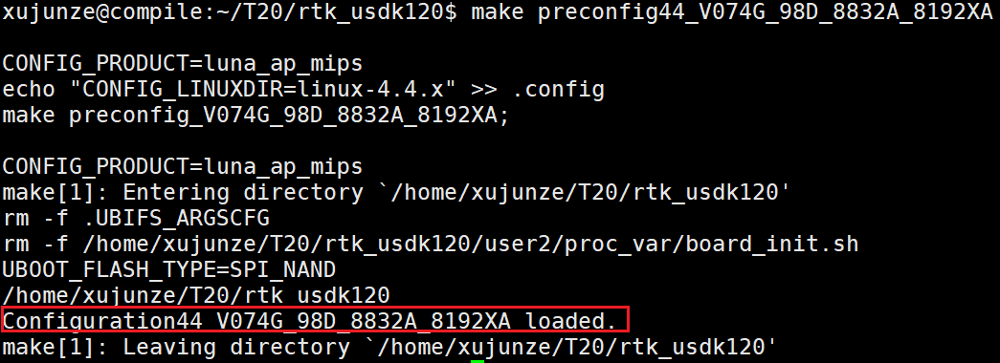 xujunze@compile:~/T20/rtk_usdk120$ make preconfig44_V074G_98D_8832A_8192XA
CONFIG_PRODUCT=luna_ap_mips
echo "CONFIG_LINUXDIR=linux-4.4.x" >> .config
make preconfig_V074G_98D_8832A_8192XA;
CONFIG_PRODUCT=luna_ap_mips
make[1]: Entering directory `/home/xujunze/T20/rtk_usdk120'
rm -f .UBIFS_ARGSCFG
rm -f /home/xujunze/T20/rtk_usdk120/user2/proc_var/board_init.sh
UBOOT_FLASH_TYPE=SPI_NAND
/home/xujunze/T20/rtk_usdk120
Configuration44_V074G_98D_8832A_8192XA loaded.
make[1]: Leaving directory `/home/xujunze/T20/rtk_usdk120'